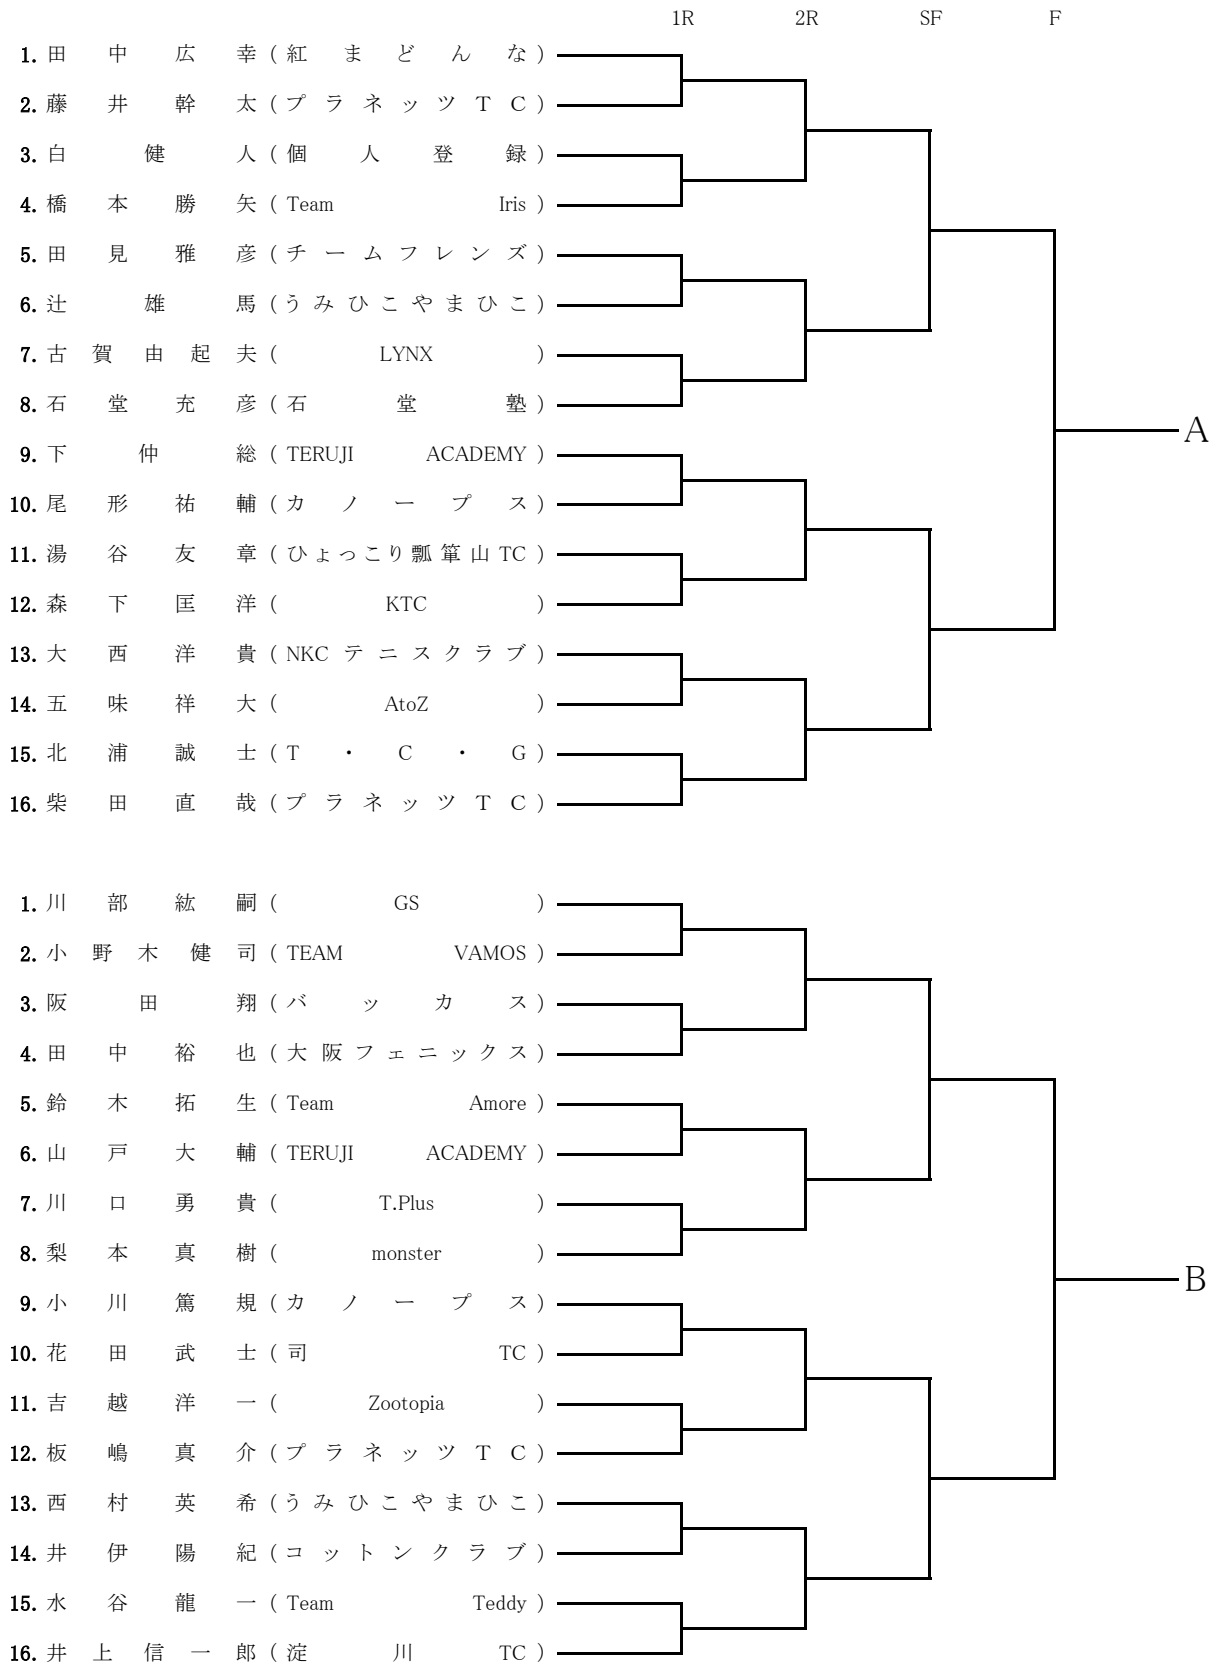 1R 2R SF F
1. 田中広幸 (紅まどんな)
2. 藤井幹太 (プラネッツTC)
3. 白健人 (個人登録)
4. 橋本勝矢 (Team Iris)
5. 田見雅彦 (チームフレンズ)
6. 辻雄馬 (うみひこやまひこ)
7. 古賀由起夫 (LYNX)
8. 石堂充彦 (石堂塾)
A
9. 下仲総 (TERUJI ACADEMY)
10. 尾形祐輔 (カノープス)
11. 湯谷友章 (ひょっこり瓢箪山TC)
12. 森下匡洋 (KTC)
13. 大西洋貴 (NKCテニスクラブ)
14. 五味祥大 (AtoZ)
15. 北浦誠士 (T・C・G)
16. 柴田直哉 (プラネッツTC)
1. 川部紘嗣 (GS)
2. 小野木健司 (TEAM VAMOS)
3. 阪田翔 (バッカス)
4. 田中裕也 (大阪フェニックス)
5. 鈴木拓生 (Team Amore)
6. 山戸大輔 (TERUJI ACADEMY)
7. 川口勇貴 (T.Plus)
8. 梨本真樹 (monster)
B
9. 小川篤規 (カノープス)
10. 花田武士 (司TC)
11. 吉越洋一 (Zootopia)
12. 板嶋真介 (プラネッツTC)
13. 西村英希 (うみひこやまひこ)
14. 井伊陽紀 (コットンクラブ)
15. 水谷龍一 (Team Teddy)
16. 井上信一郎 (淀川TC)